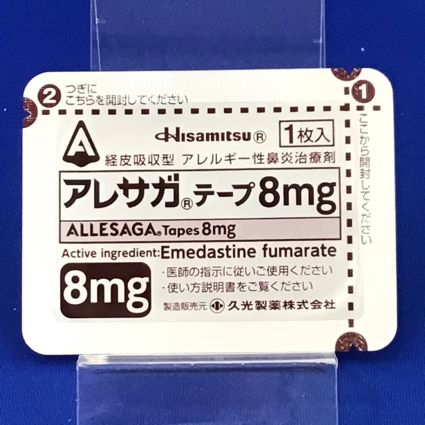 ② つぎに
こちらを開封してください
①
ここから開封してください
Hisamitsu® 1枚入
経皮吸収型 アレルギー性鼻炎治療剤
アレサガ®テープ8mg
ALLESAGA®Tapes 8mg
Active ingredient: Emedastine fumarate
8mg
・医師の指示に従いご使用ください
・使い方説明書をご覧ください
製造販売元 久光製薬株式会社